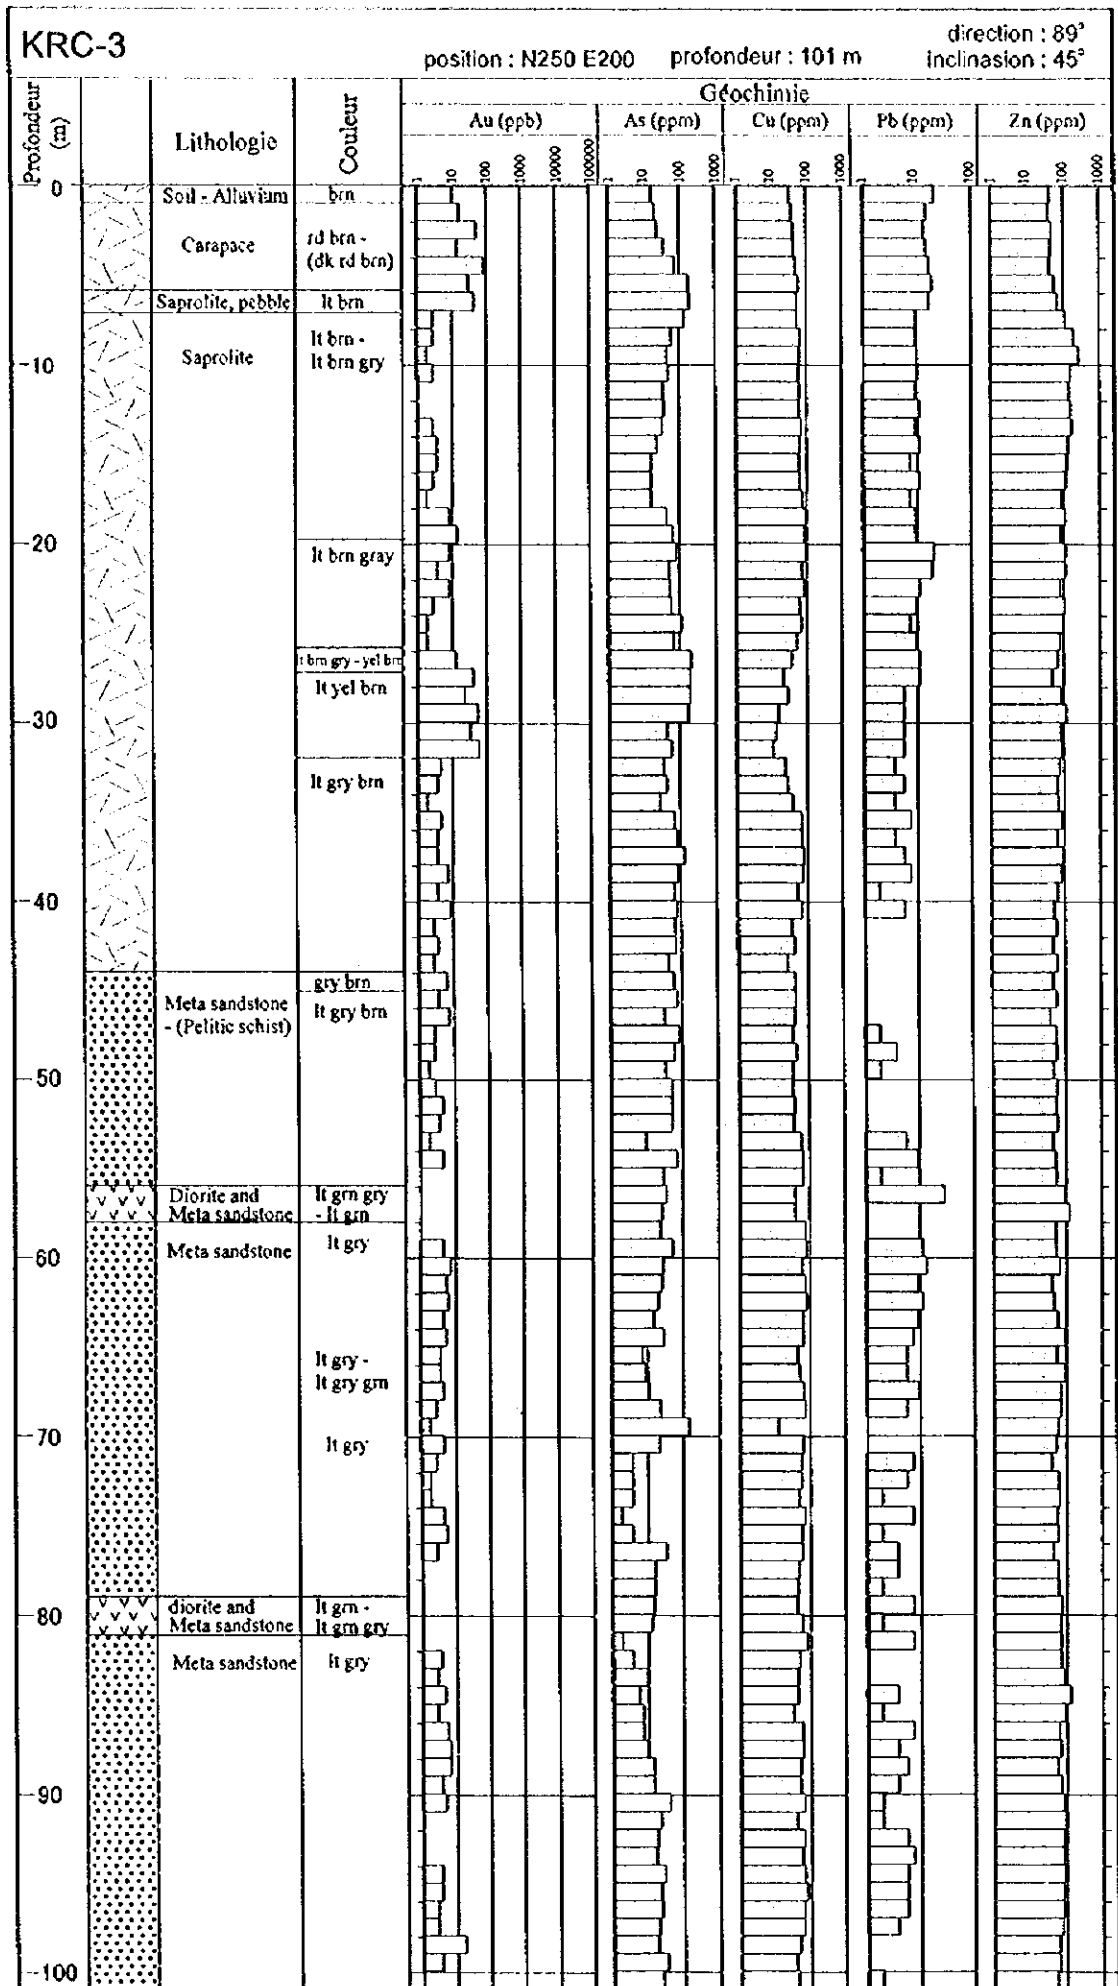 KRC-3
position : N250 E200
profondeur : 101 m
direction : 89°
inclinasion : 45°
Profondeur (m)
Lithologie
Couleur
Géochimie
Au (ppb)
As (ppm)
Cu (ppm)
Pb (ppm)
Zn (ppm)
1 10 100 1000 10000 100000
1 10 100 1000
1 10 100 1000
1 10 100
1 10 100 1000
0
Soil - Alluvium
brn
Carapace
rd brn -
(dk rd brn)
Saprolite, pebble
lt brn
Saprolite
lt brn -
lt brn gry
-10
-20
lt brn gray
lt brn gry - yel brn
lt yel brn
-30
lt gry brn
-40
gry brn
Meta sandstone
- (Pelitic schist)
lt gry brn
-50
Diorite and
Meta sandstone
lt grn gry
- lt grn
Meta sandstone
lt gry
-60
lt gry -
lt gry grn
-70
lt gry
-80
diorite and
Meta sandstone
lt grn -
lt grn gry
Meta sandstone
lt gry
-90
-100